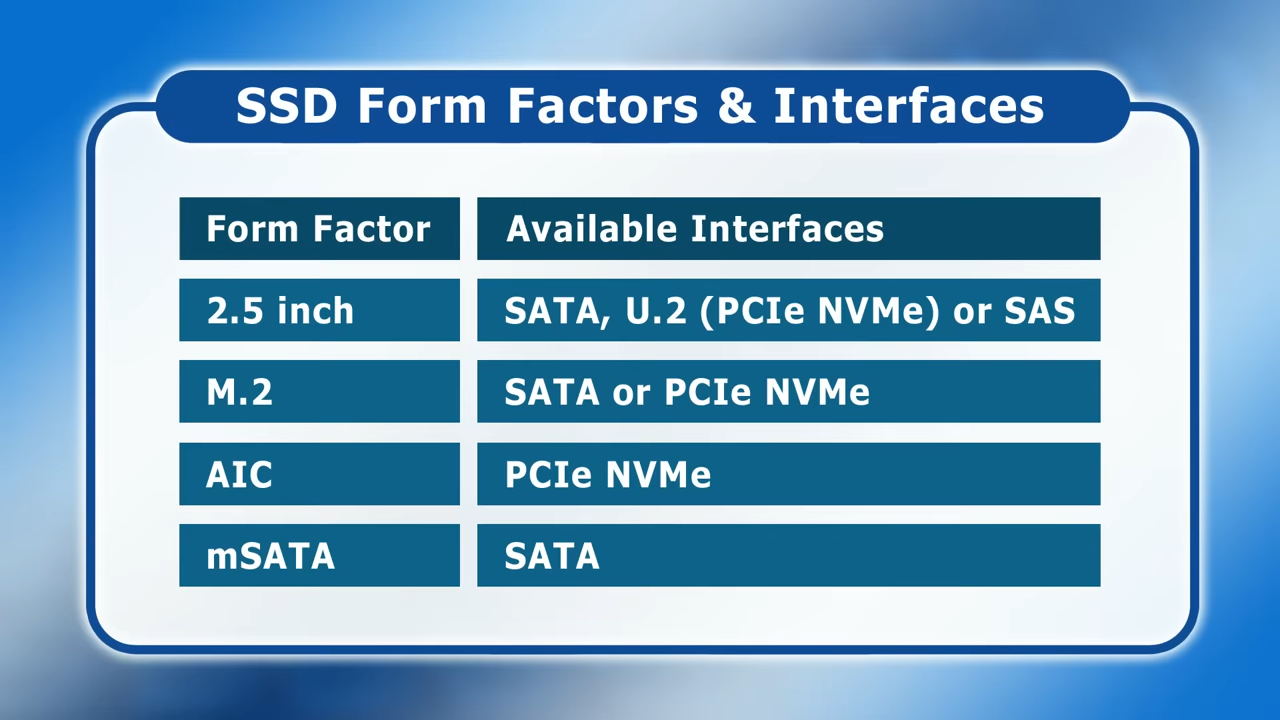 SSD Form Factors & Interfaces
Form Factor Available Interfaces
2.5 inch SATA, U.2 (PCIe NVMe) or SAS
M.2 SATA or PCIe NVMe
AIC PCIe NVMe
mSATA SATA